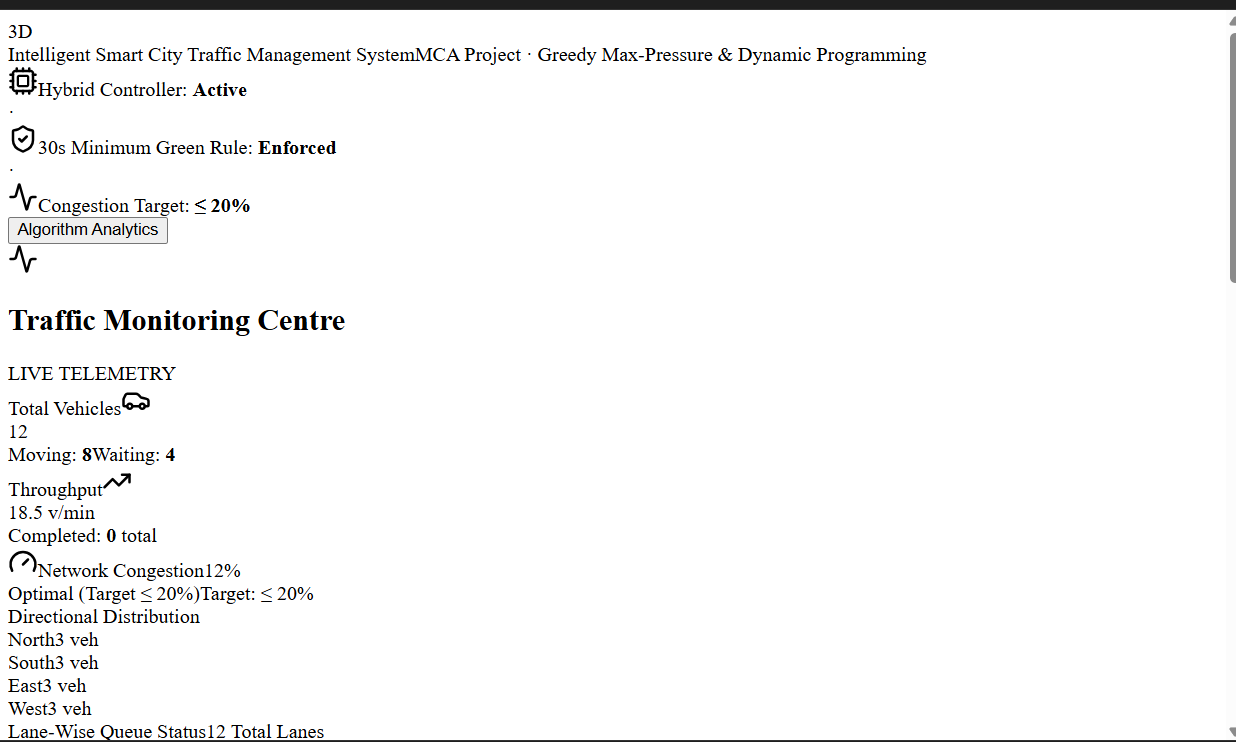 3D
Intelligent Smart City Traffic Management SystemMCA Project · Greedy Max-Pressure & Dynamic Programming
Hybrid Controller: Active
·
30s Minimum Green Rule: Enforced
·
Congestion Target: ≤ 20%
Algorithm Analytics
Traffic Monitoring Centre
LIVE TELEMETRY
Total Vehicles
12
Moving: 8Waiting: 4
Throughput
18.5 v/min
Completed: 0 total
Network Congestion12%
Optimal (Target ≤ 20%)Target: ≤ 20%
Directional Distribution
North3 veh
South3 veh
East3 veh
West3 veh
Lane-Wise Queue Status12 Total Lanes